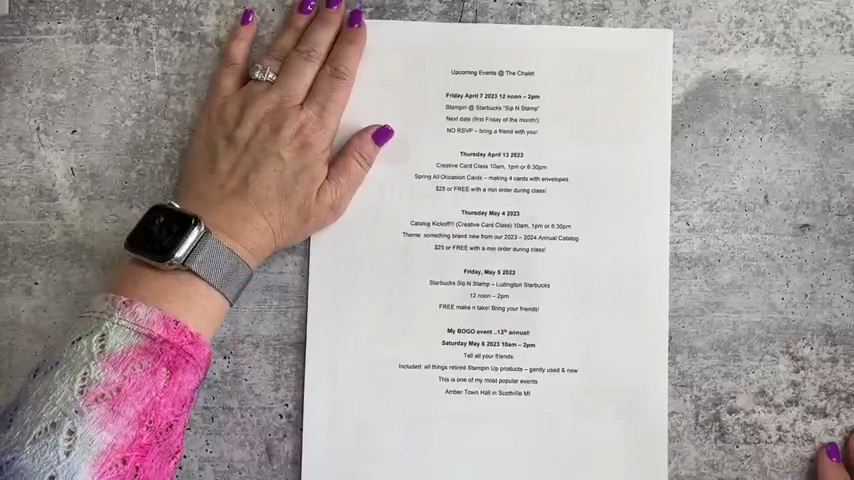 Upcoming Events @ The Chalet
Friday April 7 2023 12 noon – 2pm
Stampin @ Starbucks "Sip N Stamp"
Next date (first Friday of the month!)
NO RSVP – bring a friend with you!
Thursday April 13 2023
Creative Card Class 10am, 1pm or 6:30pm
Spring All Occasion Cards – making 4 cards with envelopes
$25 or FREE with a min order during class!
Thursday May 4 2023
Catalog Kickoff!!! (Creative Card Class) 10am, 1pm or 6:30pm
Theme: something brand new from our 2023 – 2024 Annual Catalog
$25 or FREE with a min order during class!
Friday, May 5 2023
Starbucks Sip N Stamp – Ludington Starbucks
12 noon – 2pm
FREE make n take! Bring your friends!
My BOGO event ..13th annual!
Saturday May 6 2023 10am – 2pm
Tell all your friends
Included: all things retired Stampin Up products – gently used & new
This is one of my most popular events
Amber Town Hall in Scottville MI